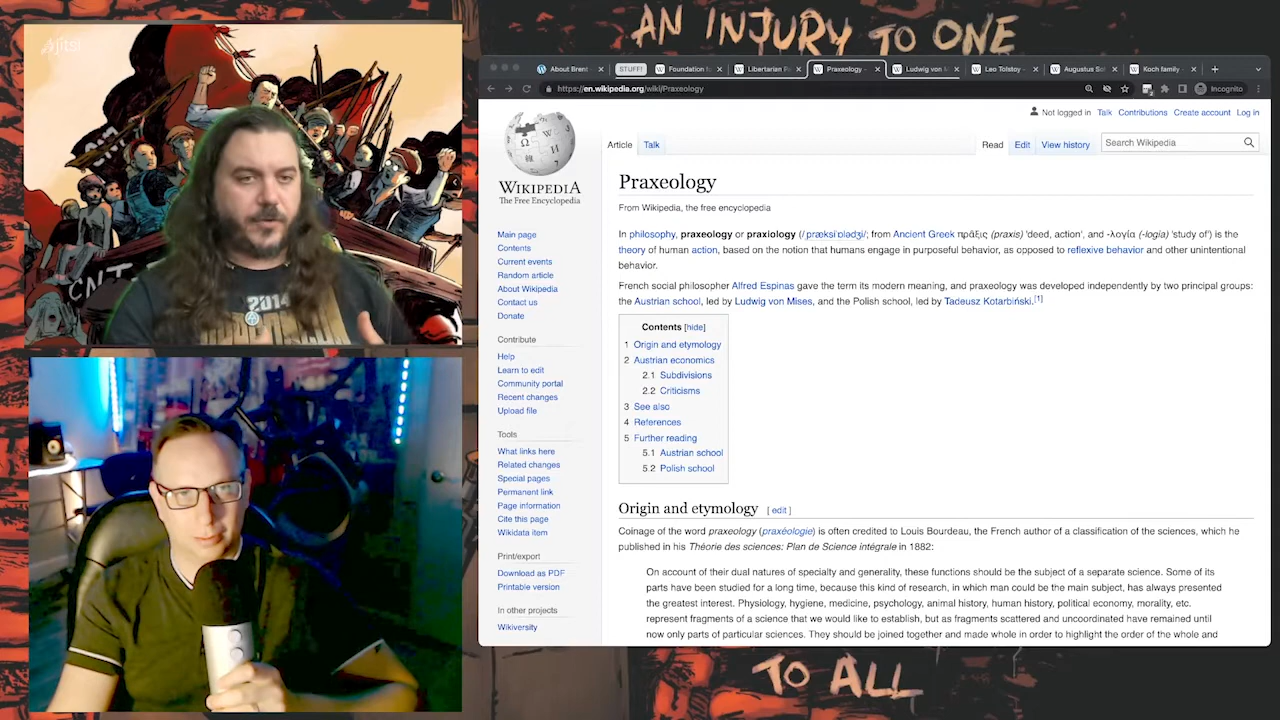 AN INJURY TO ONE
jitsi
CNT
2014
About Brent
STUFF!
Foundation f
Libertarian P
Praxeology -
Ludwig von M
Leo Tolstoy -
Augustus So
Koch family -
https://en.wikipedia.org/wiki/Praxeology
Incognito
Not logged in Talk Contributions Create account Log in
Article Talk
Read Edit View history
Search Wikipedia
WIKIPEDIA
The Free Encyclopedia
Main page
Contents
Current events
Random article
About Wikipedia
Contact us
Donate
Contribute
Help
Learn to edit
Community portal
Recent changes
Upload file
Tools
What links here
Related changes
Special pages
Permanent link
Page information
Cite this page
Wikidata item
Print/export
Download as PDF
Printable version
In other projects
Wikiversity
Praxeology
From Wikipedia, the free encyclopedia
In philosophy, praxeology or praxiology (/ˌpræksiˈɒlədʒi/; from Ancient Greek πρᾶξις (praxis) 'deed, action', and -λογία (-logia) 'study of') is the
theory of human action, based on the notion that humans engage in purposeful behavior, as opposed to reflexive behavior and other unintentional
behavior.
French social philosopher Alfred Espinas gave the term its modern meaning, and praxeology was developed independently by two principal groups:
the Austrian school, led by Ludwig von Mises, and the Polish school, led by Tadeusz Kotarbiński.[1]
Contents [hide]
1 Origin and etymology
2 Austrian economics
2.1 Subdivisions
2.2 Criticisms
3 See also
4 References
5 Further reading
5.1 Austrian school
5.2 Polish school
Origin and etymology [ edit ]
Coinage of the word praxeology (praxéologie) is often credited to Louis Bourdeau, the French author of a classification of the sciences, which he
published in his Théorie des sciences: Plan de Science intégrale in 1882:
On account of their dual natures of specialty and generality, these functions should be the subject of a separate science. Some of its
parts have been studied for a long time, because this kind of research, in which man could be the main subject, has always presented
the greatest interest. Physiology, hygiene, medicine, psychology, animal history, human history, political economy, morality, etc.
represent fragments of a science that we would like to establish, but as fragments scattered and uncoordinated have remained until
now only parts of particular sciences. They should be joined together and made whole in order to highlight the order of the whole and
TO ALL